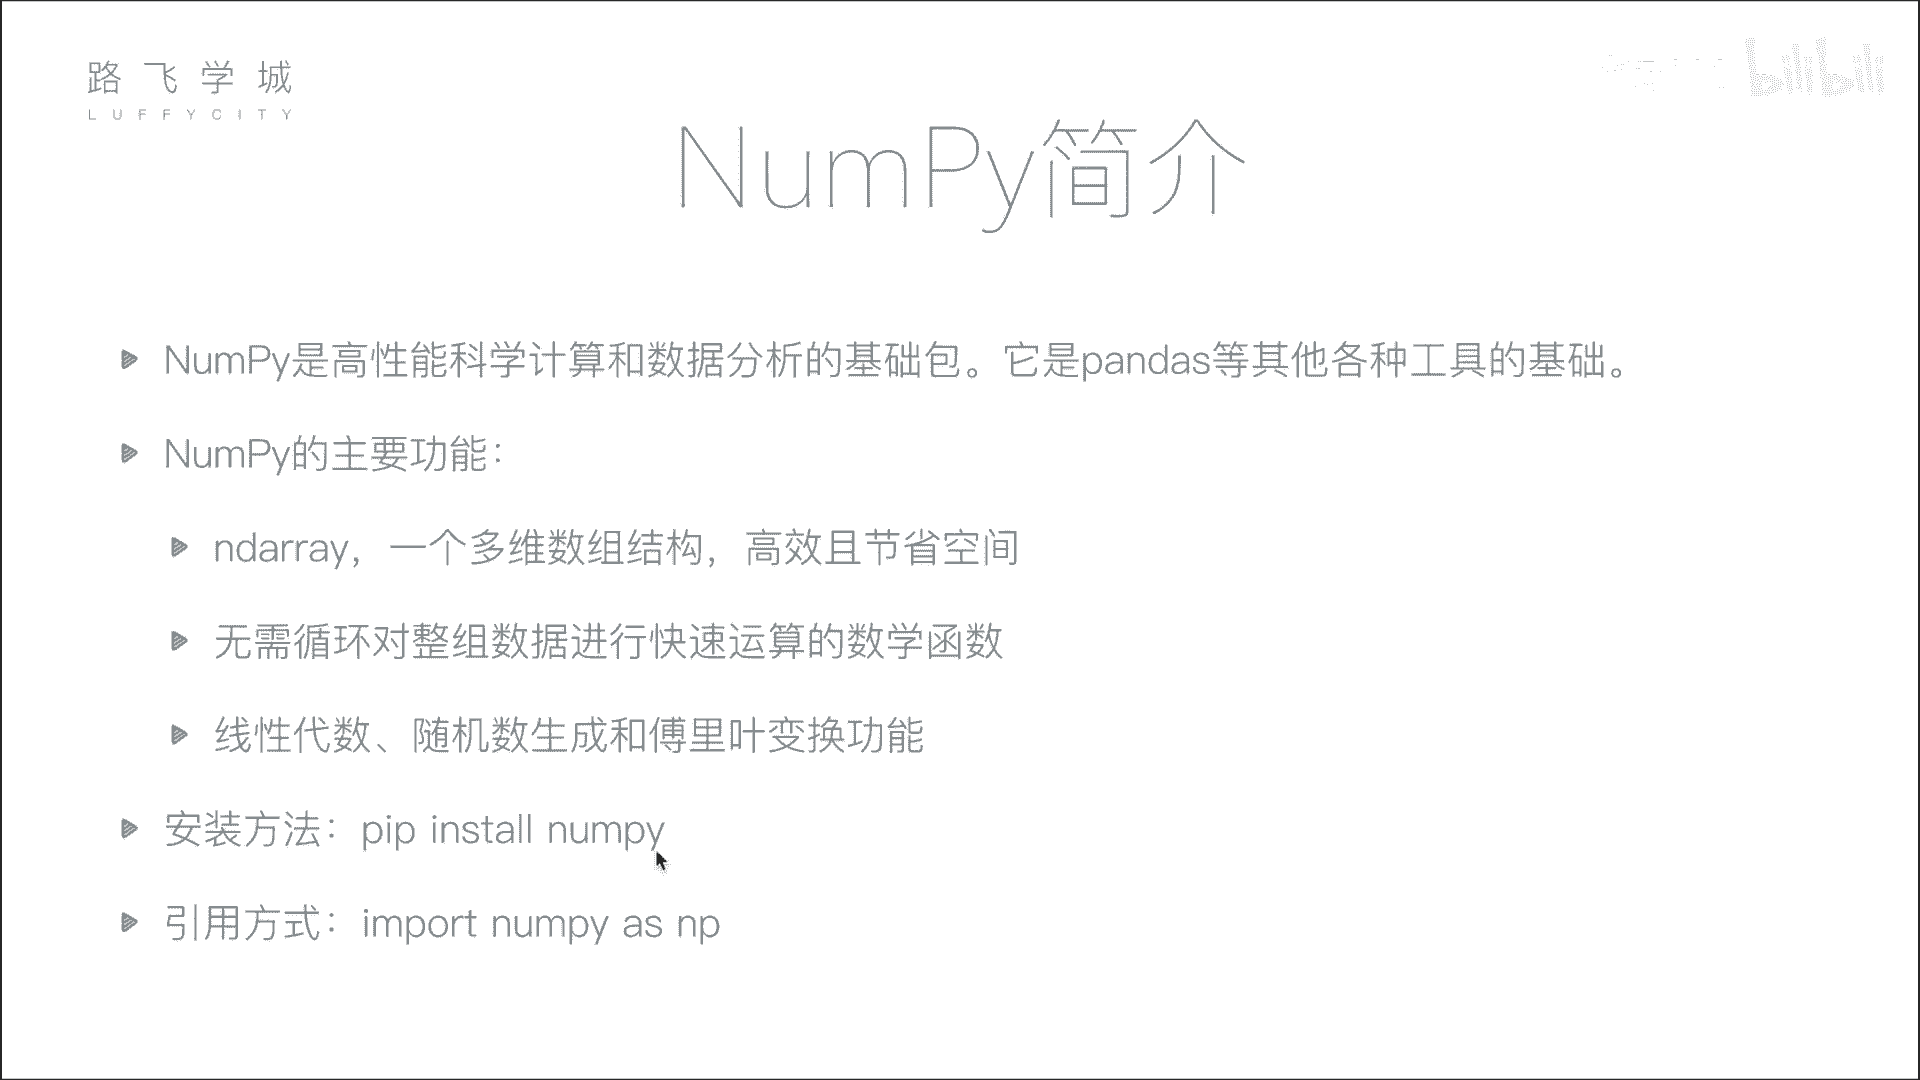 路飞学城
LUFFYCITY
bilibili
NumPy简介
NumPy是高性能科学计算和数据分析的基础包。它是pandas等其他各种工具的基础。
NumPy的主要功能：
ndarray，一个多维数组结构，高效且节省空间
无需循环对整组数据进行快速运算的数学函数
线性代数、随机数生成和傅里叶变换功能
安装方法：pip install numpy
引用方式：import numpy as np